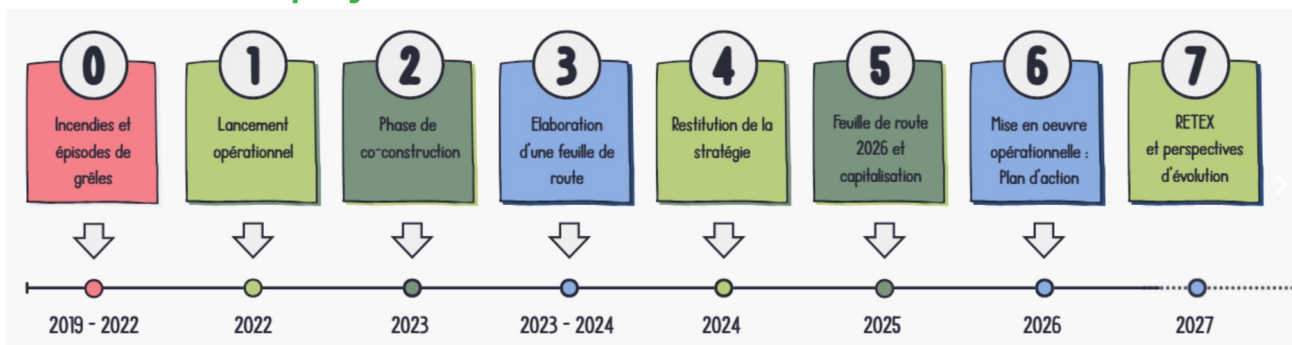 0
Incendies et
épisodes de
grêles
1
Lancement
opérationnel
2
Phase de
co-construction
3
Elaboration
d'une feuille de
route
4
Restitution de la
stratégie
5
Feuille de route
2026 et
capitalisation
6
Mise en oeuvre
opérationnelle :
Plan d'action
7
RETEX
et perspectives
d'évolution
2019 - 2022
2022
2023
2023 - 2024
2024
2025
2026
2027